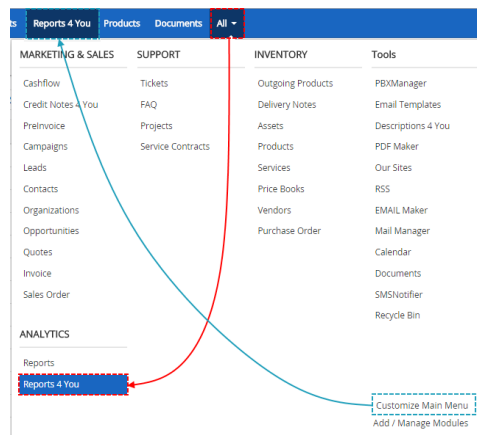 ts Reports 4 You Products Documents All
MARKETING & SALES
Cashflow
Credit Notes 4 You
PreInvoice
Campaigns
Leads
Contacts
Organizations
Opportunities
Quotes
Invoice
Sales Order
SUPPORT
Tickets
FAQ
Projects
Service Contracts
INVENTORY
Outgoing Products
Delivery Notes
Assets
Products
Services
Price Books
Vendors
Purchase Order
Tools
PBXManager
Email Templates
Descriptions 4 You
PDF Maker
Our Sites
RSS
EMAIL Maker
Mail Manager
Calendar
Documents
SMSNotifier
Recycle Bin
ANALYTICS
Reports
Reports 4 You
Customize Main Menu
Add / Manage Modules